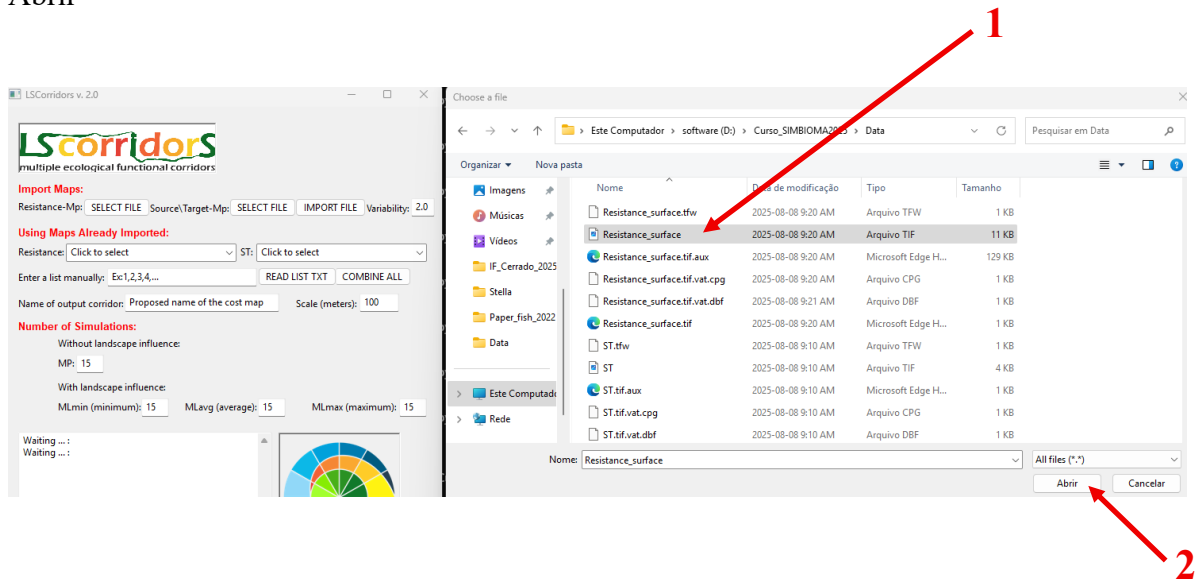 Abril
1
LSCorridors v. 2.0
LScorridorS
multiple ecological functional corridors
Import Maps:
Resistance-Mp: SELECT FILE Source\Target-Mp: SELECT FILE IMPORT FILE Variability: 2.0
Using Maps Already Imported:
Resistance: Click to select ST: Click to select
Enter a list manually: Ex:1,2,3,4,... READ LIST TXT COMBINE ALL
Name of output corridor: Proposed name of the cost map Scale (meters): 100
Number of Simulations:
Without landscape influence:
MP: 15
With landscape influence:
MLmin (minimum): 15 MLavg (average): 15 MLmax (maximum): 15
Waiting ... :
Waiting ... :
Choose a file
Este Computador > software (D:) > Curso_SIMBIOMA2025 > Data
Pesquisar em Data
Organizar Nova pasta
Imagens
Músicas
Vídeos
IF_Cerrado_2025
Stella
Paper_fish_2022
Data
Este Computado
Rede
Nome Data de modificação Tipo Tamanho
Resistance_surface.tfw 2025-08-08 9:20 AM Arquivo TFW 1 KB
Resistance_surface 2025-08-08 9:20 AM Arquivo TIF 11 KB
Resistance_surface.tif.aux 2025-08-08 9:20 AM Microsoft Edge H... 129 KB
Resistance_surface.tif.vat.cpg 2025-08-08 9:20 AM Arquivo CPG 1 KB
Resistance_surface.tif.vat.dbf 2025-08-08 9:21 AM Arquivo DBF 1 KB
Resistance_surface.tif 2025-08-08 9:20 AM Microsoft Edge H... 1 KB
ST.tfw 2025-08-08 9:10 AM Arquivo TFW 1 KB
ST 2025-08-08 9:10 AM Arquivo TIF 4 KB
ST.tif.aux 2025-08-08 9:10 AM Microsoft Edge H... 1 KB
ST.tif.vat.cpg 2025-08-08 9:10 AM Arquivo CPG 1 KB
ST.tif.vat.dbf 2025-08-08 9:10 AM Arquivo DBF 1 KB
Nome: Resistance_surface All files (*.*)
Abrir Cancelar
2